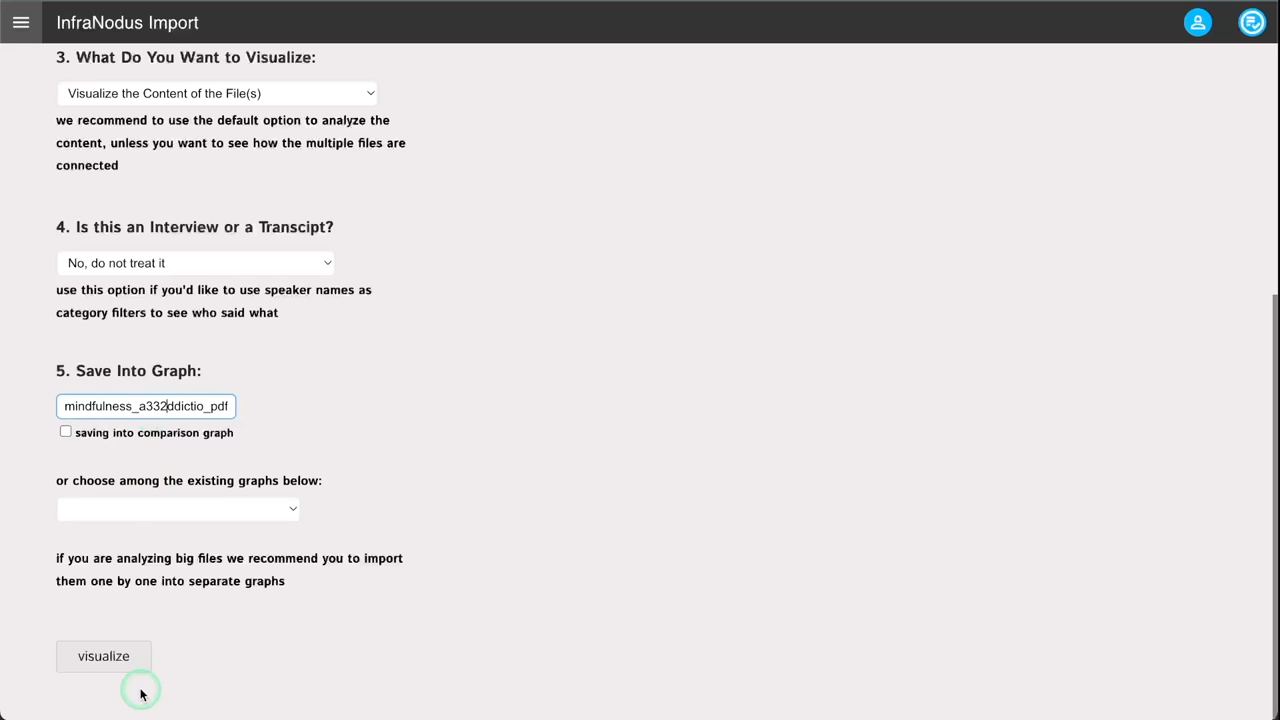 InfraNodus Import
3. What Do You Want to Visualize:
Visualize the Content of the File(s)
we recommend to use the default option to analyze the
content, unless you want to see how the multiple files are
connected
4. Is this an Interview or a Transcipt?
No, do not treat it
use this option if you'd like to use speaker names as
category filters to see who said what
5. Save Into Graph:
mindfulness_a332ddictio_pdf
saving into comparison graph
or choose among the existing graphs below:
if you are analyzing big files we recommend you to import
them one by one into separate graphs
visualize